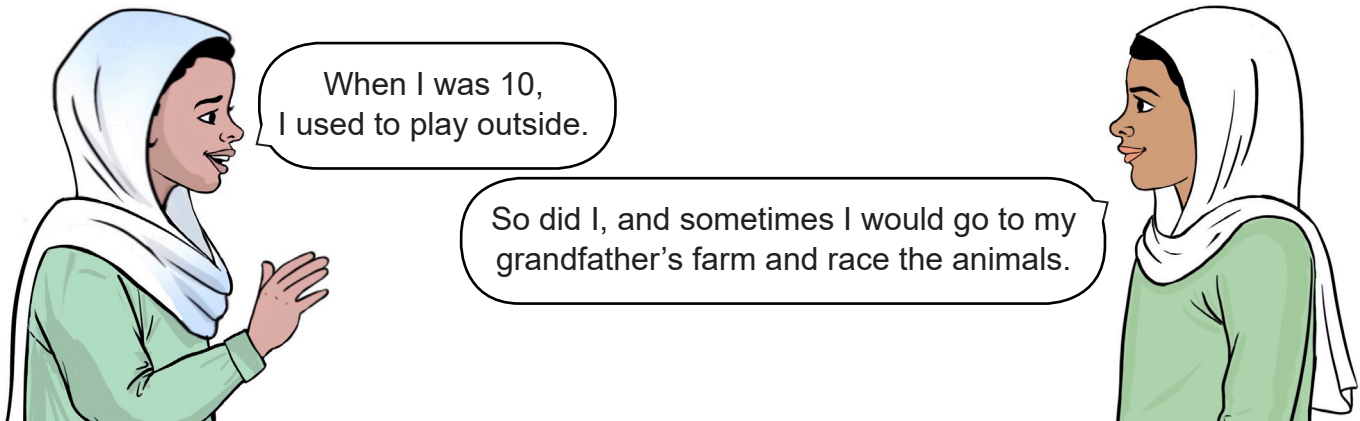 When I was 10,
I used to play outside.
So did I, and sometimes I would go to my
grandfather’s farm and race the animals.